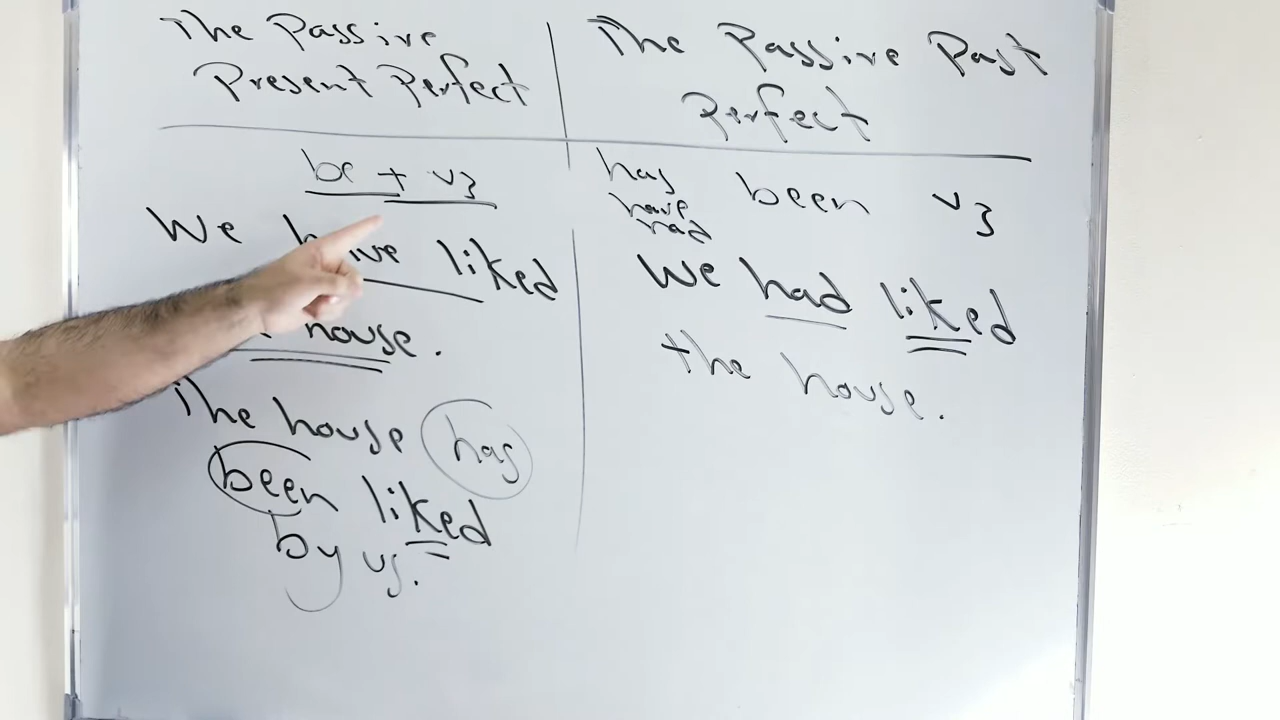 The Passive
Present Perfect
be + v3
We have liked
house.
The house has
been liked
by us.
The Passive Past
Perfect
has
have
had
been v3
We had liked
the house.